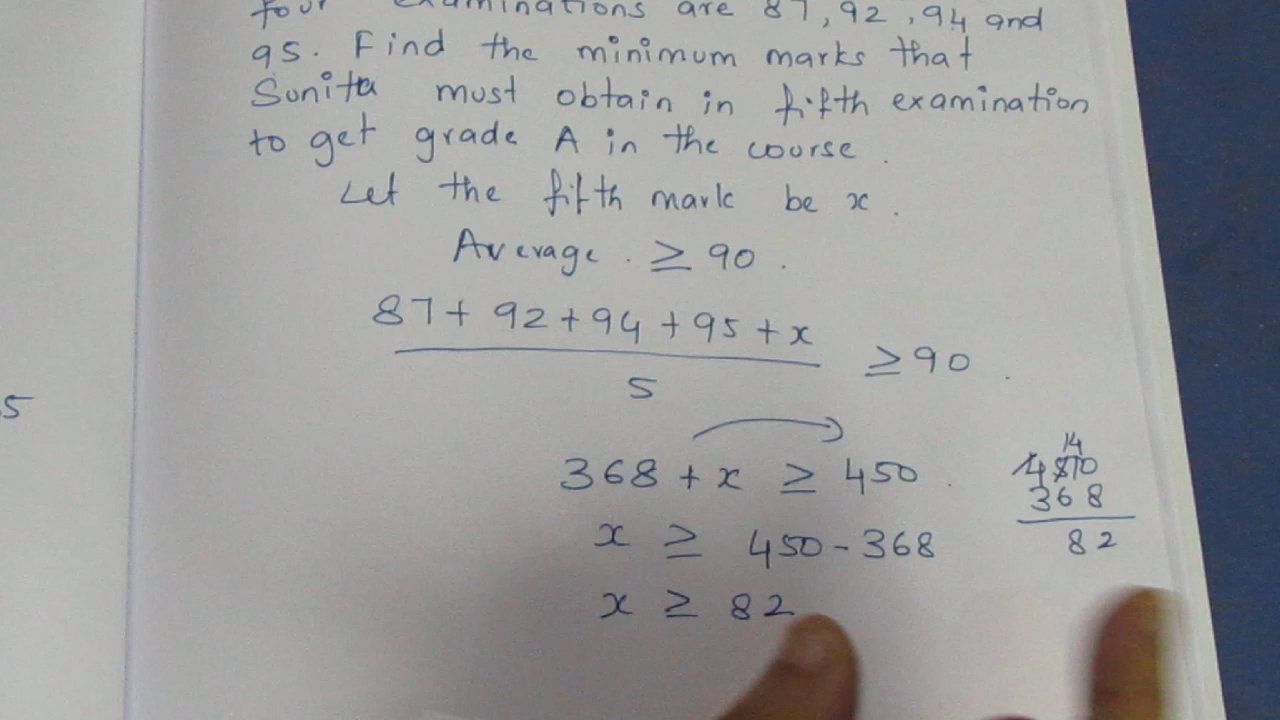 four examinations are 87, 92, 94 and
95. Find the minimum marks that
Sunita must obtain in fifth examination
to get grade A in the course.
Let the fifth mark be x.
Average ≥ 90.
87 + 92 + 94 + 95 + x
5
≥ 90
368 + x ≥ 450
x ≥ 450 - 368
x ≥ 82
14
368
82
5